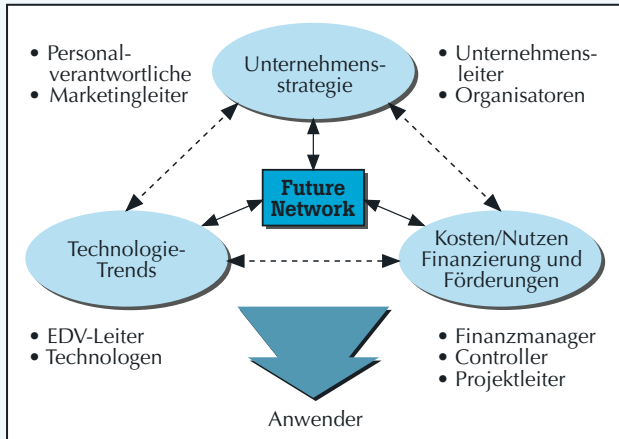 • Personal-
verantwortliche
• Marketingleiter
Unternehmens-
strategie
• Unternehmens-
leiter
• Organisatoren
Future
Network
Technologie-
Trends
Kosten/Nutzen
Finanzierung und
Förderungen
• EDV-Leiter
• Technologen
• Finanzmanager
• Controller
• Projektleiter
Anwender